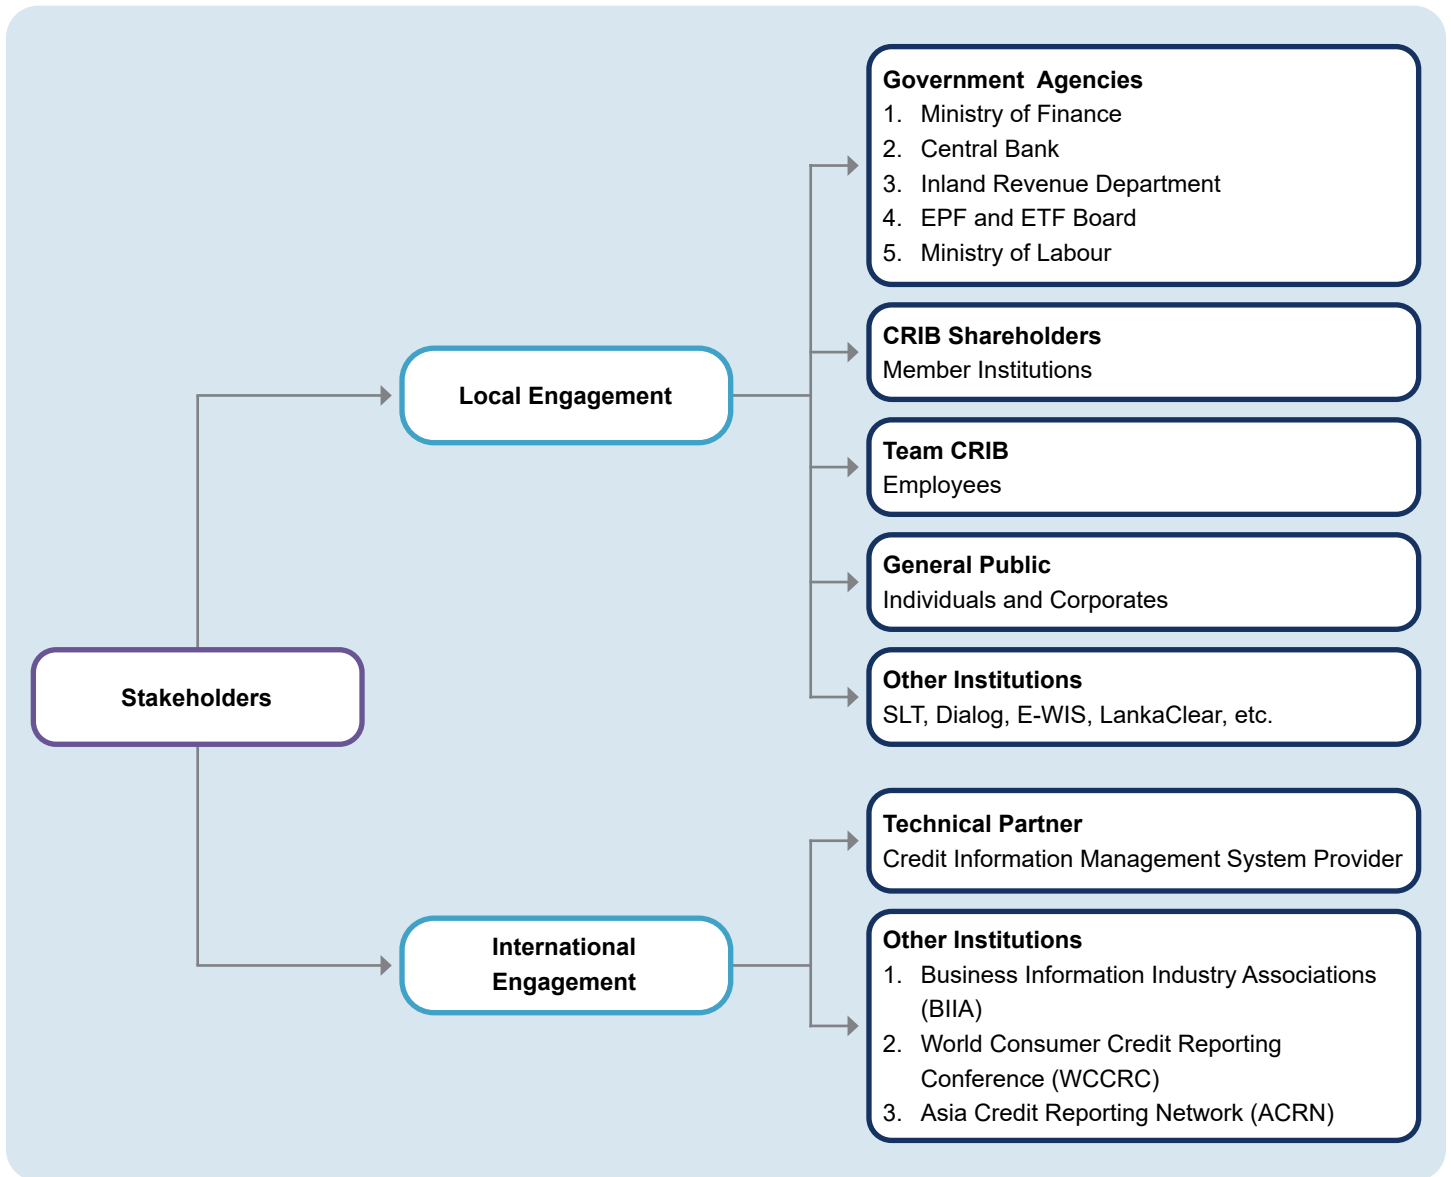 Stakeholders
Local Engagement
Government Agencies
1. Ministry of Finance
2. Central Bank
3. Inland Revenue Department
4. EPF and ETF Board
5. Ministry of Labour
CRIB Shareholders
Member Institutions
Team CRIB
Employees
General Public
Individuals and Corporates
Other Institutions
SLT, Dialog, E-WIS, LankaClear, etc.
International
Engagement
Technical Partner
Credit Information Management System Provider
Other Institutions
1. Business Information Industry Associations
(BIIA)
2. World Consumer Credit Reporting
Conference (WCCRC)
3. Asia Credit Reporting Network (ACRN)